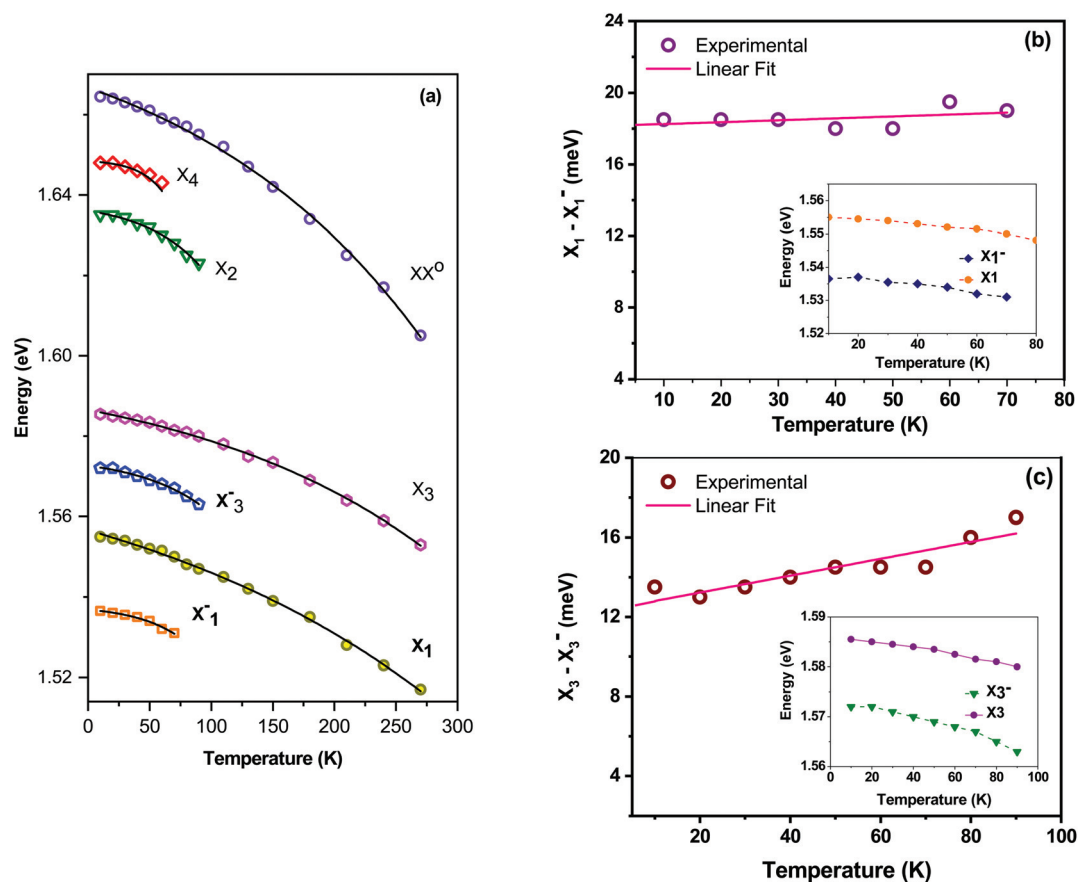 (a)
X4
X2
XXo
X-3
X3
X-1
X1
1.64
1.60
1.56
1.52
Energy (eV)
0 50 100 150 200 250 300
Temperature (K)
(b)
Experimental
Linear Fit
24
20
16
12
8
4
X1 - X1- (meV)
10 20 30 40 50 60 70 80
Temperature (K)
1.56
1.55
1.54
1.53
1.52
Energy (eV)
X1-
X1
20 30 40 50 60 70 80
Temperature (K)
(c)
Experimental
Linear Fit
20
16
12
8
4
X3 - X3- (meV)
20 40 60 80 100
Temperature (K)
1.59
1.58
1.57
1.56
Energy (eV)
X3-
X3
0 20 40 60 80 100
Temperature (K)